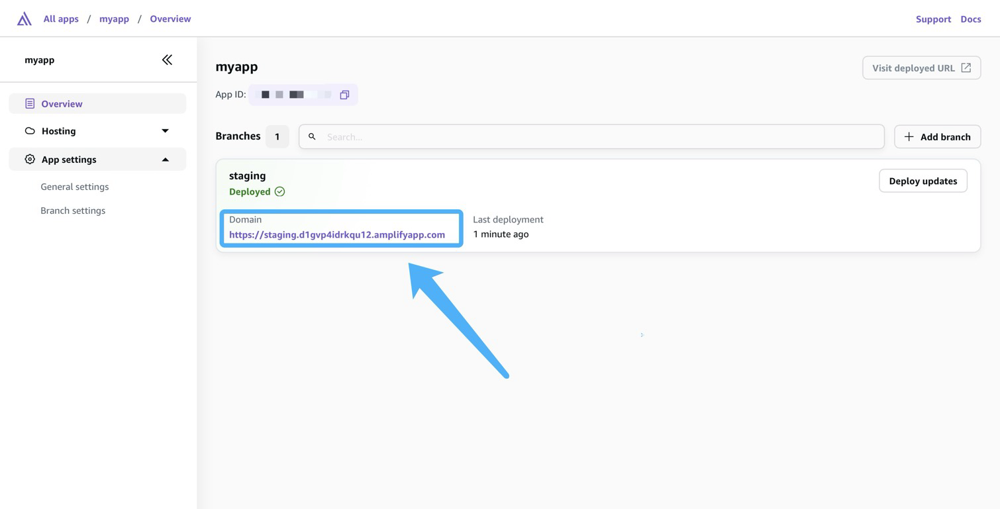 All apps / myapp / Overview
Support Docs
myapp
Overview
Hosting
App settings
General settings
Branch settings
myapp
Visit deployed URL
App ID:
Branches 1 Search... Add branch
staging
Deployed
Deploy updates
Domain
https://staging.d1gvp4idrkqu12.amplifyapp.com
Last deployment
1 minute ago